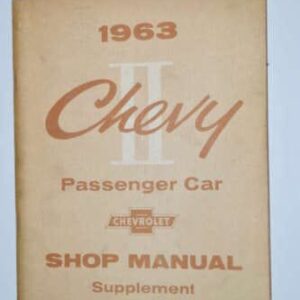 1963
Chevy
II
Passenger Car
CHEVROLET
SHOP MANUAL
Supplement